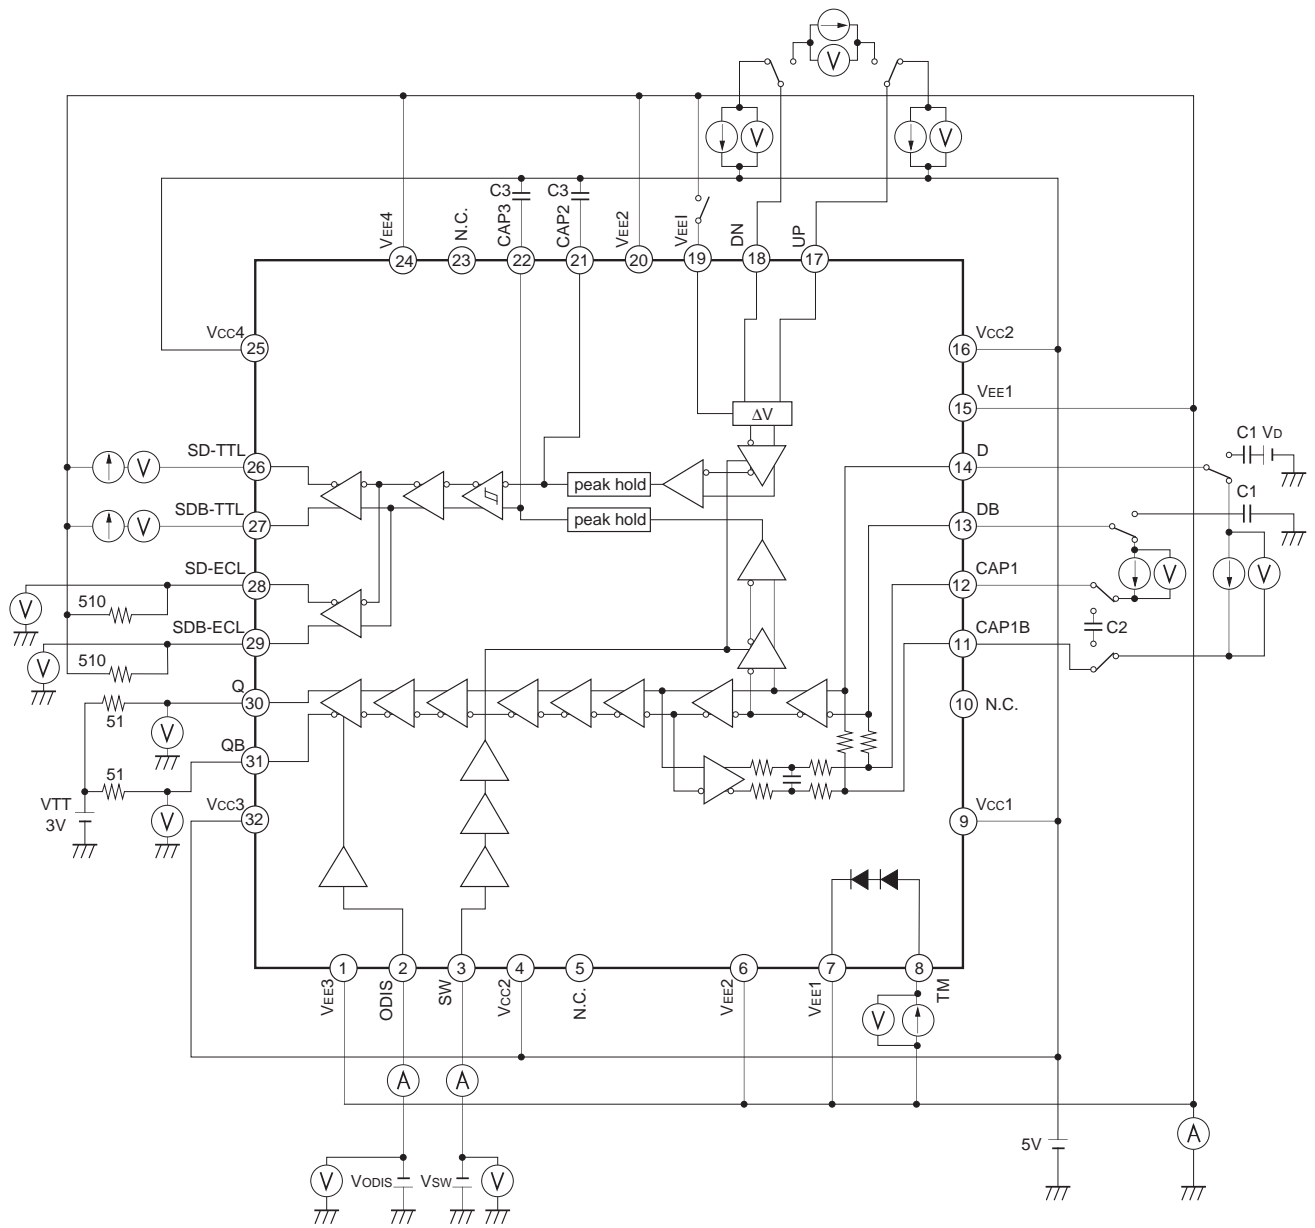 V
V
V
C3
C3
VEE4
N.C.
CAP3
CAP2
VEE2
VEEI
DN
UP
24
23
22
21
20
19
18
17
VCC4
25
VCC2
16
ΔV
VEE1
15
SD-TTL
V
26
peak hold
D
14
C1 VD
SDB-TTL
V
27
peak hold
DB
13
C1
SD-ECL
V
510
28
CAP1
12
V
V
C2
SDB-ECL
V
510
29
CAP1B
11
Q
51
V
30
10
N.C.
QB
51
V
31
VTT
3V
VCC3
32
VCC1
9
1
2
3
4
5
6
7
8
VEE3
ODIS
SW
VCC2
N.C.
VEE2
VEE1
TM
V
A
A
5V
A
V
VODIS
VSW
V